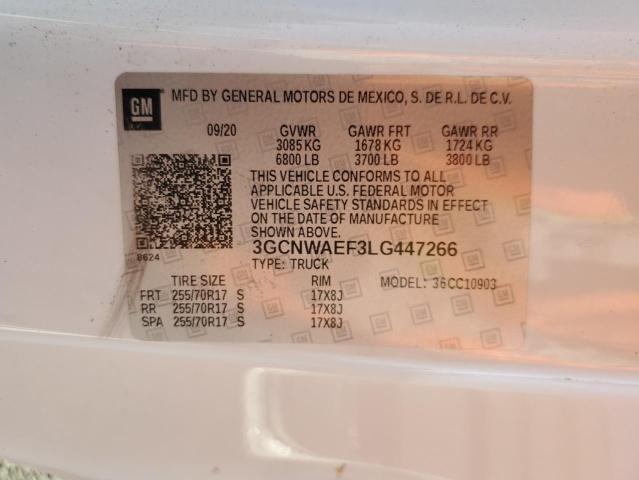 GM MFD BY GENERAL MOTORS DE MEXICO, S. DE R.L. DE C.V.
09/20 GVWR GAWR FRT GAWR RR
3085 KG 1678 KG 1724 KG
6800 LB 3700 LB 3800 LB
THIS VEHICLE CONFORMS TO ALL
APPLICABLE U.S. FEDERAL MOTOR
VEHICLE SAFETY STANDARDS IN EFFECT
ON THE DATE OF MANUFACTURE
SHOWN ABOVE.
3GCNWAEF3LG447266
8624
TYPE: TRUCK
TIRE SIZE RIM MODEL: 36CC10903
FRT 255/70R17 S 17X8J
RR 255/70R17 S 17X8J
SPA 255/70R17 S 17X8J